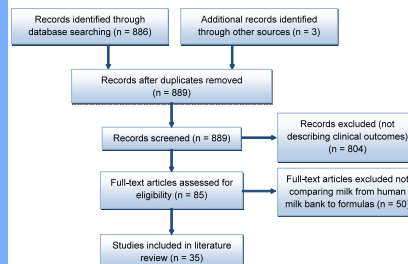 Records identified through
database searching (n = 886)
Additional records identified
through other sources (n = 3)
Records after duplicates removed
(n = 889)
Records screened (n = 889)
Records excluded (not
describing clinical outcomes)
(n = 804)
Full-text articles assessed for
eligibility (n = 85)
Full-text articles excluded not
comparing milk from human
milk bank to formulas (n = 50)
Studies included in literature
review (n = 35)